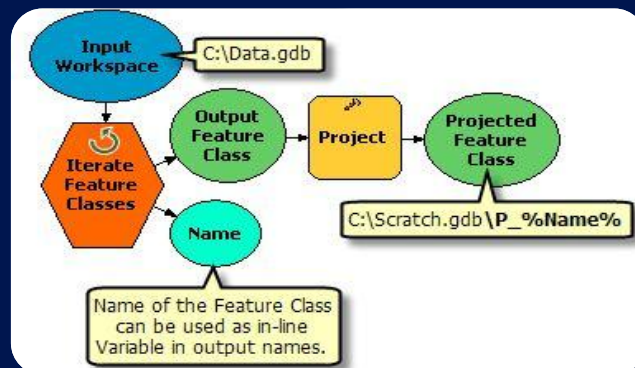 Input
Workspace
C:\Data.gdb
Iterate
Feature
Classes
Output
Feature
Class
Project
Projected
Feature
Class
C:\Scratch.gdb\P_%Name%
Name
Name of the Feature Class
can be used as in-line
Variable in output names.